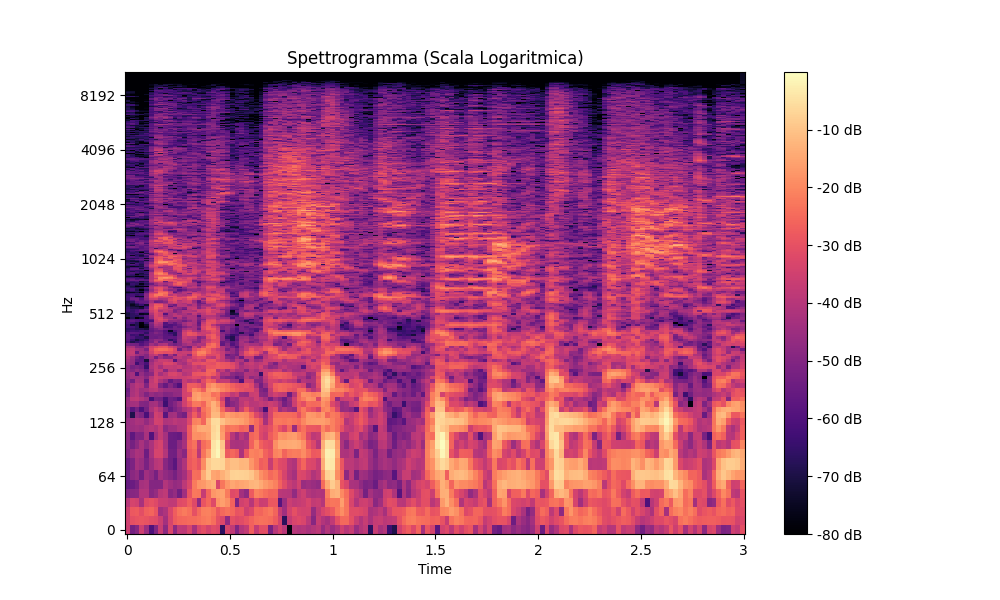 Spettrogramma (Scala Logaritmica)
Hz
8192
4096
2048
1024
512
256
128
64
0
0 0.5 1 1.5 2 2.5 3
Time
-10 dB
-20 dB
-30 dB
-40 dB
-50 dB
-60 dB
-70 dB
-80 dB